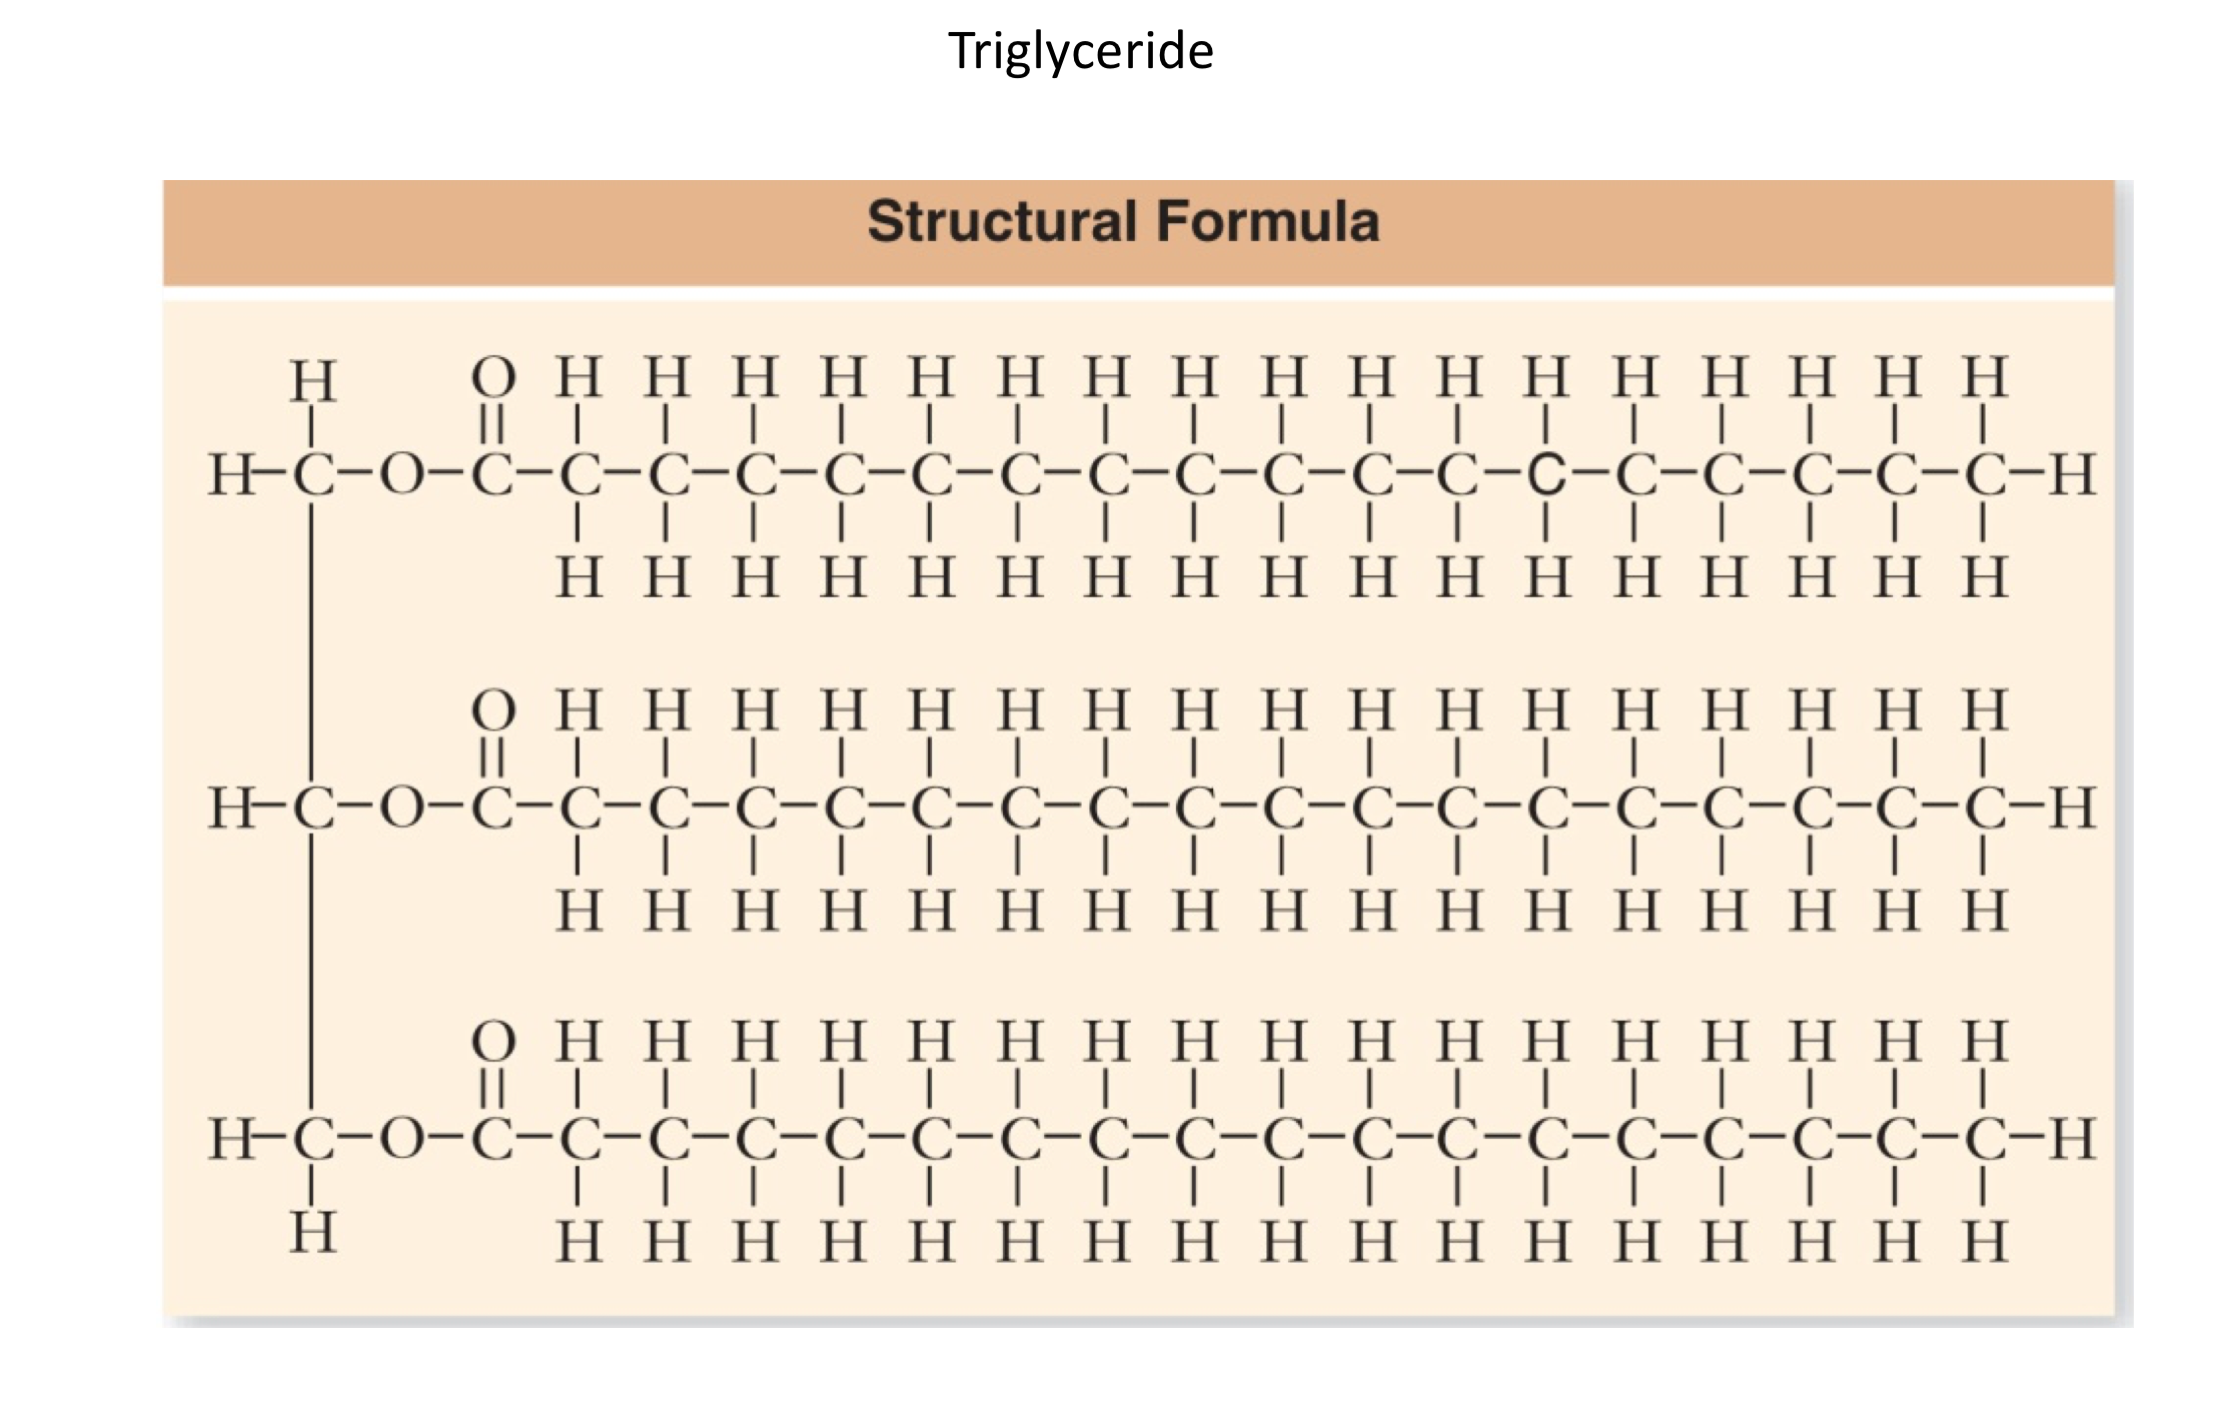 Triglyceride
Structural Formula
H O H H H H H H H H H H H H H H H H H
H–C–O–C–C–C–C–C–C–C–C–C–C–C–C–C–C–C–C–C–C–H
H H H H H H H H H H H H H H H H H
O H H H H H H H H H H H H H H H H H
H–C–O–C–C–C–C–C–C–C–C–C–C–C–C–C–C–C–C–C–C–H
H H H H H H H H H H H H H H H H H
O H H H H H H H H H H H H H H H H H
H–C–O–C–C–C–C–C–C–C–C–C–C–C–C–C–C–C–C–C–C–H
H H H H H H H H H H H H H H H H H H